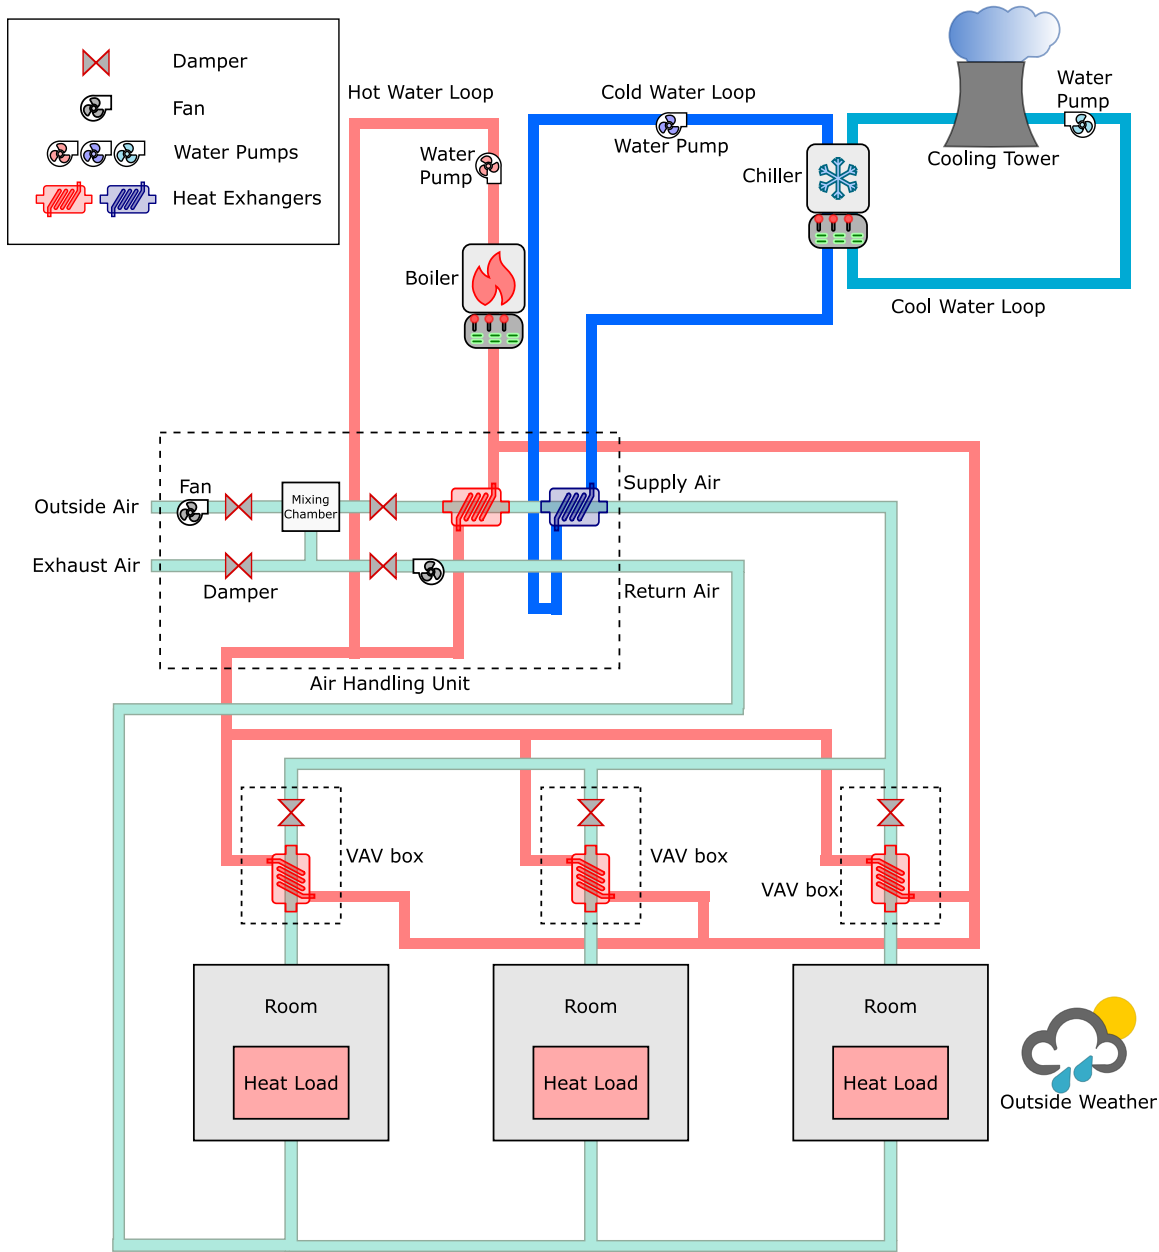 Damper
Fan
Water Pumps
Heat Exhangers
Hot Water Loop
Water
Pump
Boiler
Cold Water Loop
Water Pump
Chiller
Water
Pump
Cooling Tower
Cool Water Loop
Outside Air
Fan
Mixing
Chamber
Supply Air
Exhaust Air
Damper
Return Air
Air Handling Unit
VAV box
VAV box
VAV box
Room
Heat Load
Room
Heat Load
Room
Heat Load
Outside Weather